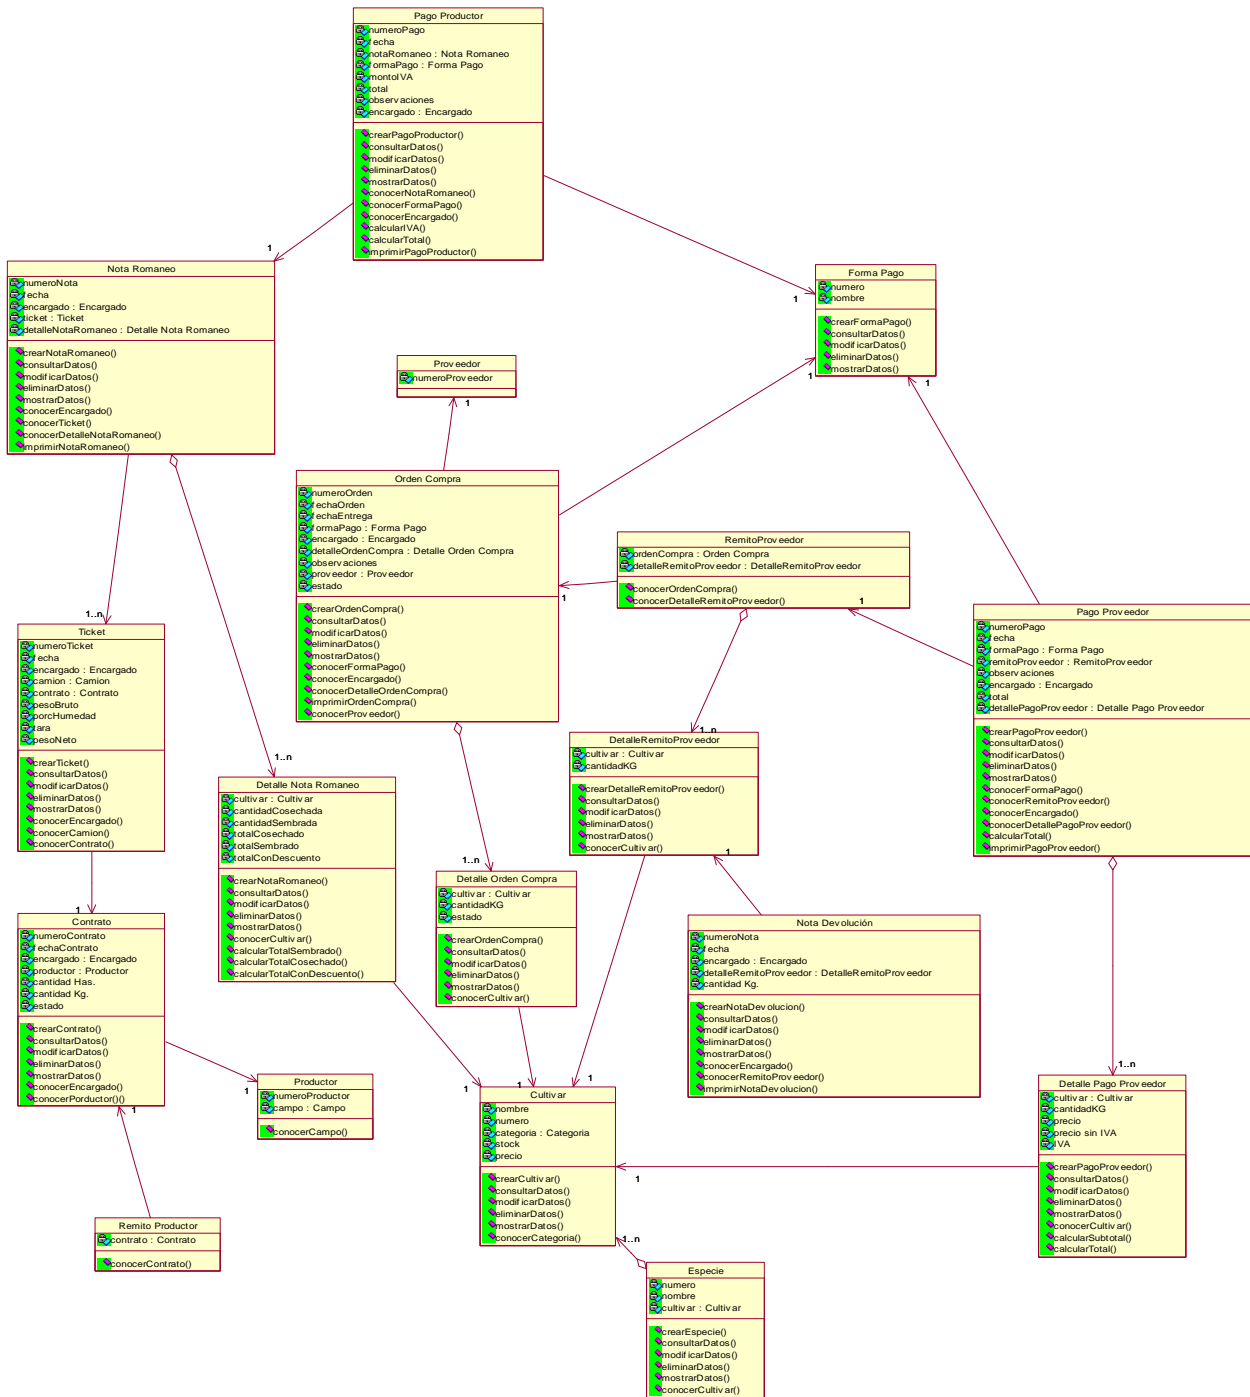 Pago Productor
numeroPago
fecha
notaRomaneo : Nota Romaneo
formaPago : Forma Pago
montoIVA
total
observaciones
encargado : Encargado
crearPagoProductor()
consultarDatos()
modificarDatos()
eliminarDatos()
mostrarDatos()
conocerNotaRomaneo()
conocerFormaPago()
conocerEncargado()
calcularIVA()
calcularTotal()
imprimirPagoProductor()
1
1
Nota Romaneo
numeroNota
fecha
encargado : Encargado
ticket : Ticket
detalleNotaRomaneo : Detalle Nota Romaneo
crearNotaRomaneo()
consultarDatos()
modificarDatos()
eliminarDatos()
mostrarDatos()
conocerEncargado()
conocerTicket()
conocerDetalleNotaRomaneo()
imprimirNotaRomaneo()
Forma Pago
numero
nombre
crearFormaPago()
consultarDatos()
modificarDatos()
eliminarDatos()
mostrarDatos()
1
1
Proveedor
numeroProveedor
1
Orden Compra
numeroOrden
fechaOrden
fechaEntrega
formaPago : Forma Pago
encargado : Encargado
detalleOrdenCompra : Detalle Orden Compra
observaciones
proveedor : Proveedor
estado
crearOrdenCompra()
consultarDatos()
modificarDatos()
eliminarDatos()
mostrarDatos()
conocerFormaPago()
conocerEncargado()
conocerDetalleOrdenCompra()
imprimirOrdenCompra()
conocerProveedor()
1
RemitoProveedor
ordenCompra : Orden Compra
detalleRemitoProveedor : DetalleRemitoProveedor
conocerOrdenCompra()
conocerDetalleRemitoProveedor()
1
Pago Proveedor
numeroPago
fecha
formaPago : Forma Pago
remitoProveedor : RemitoProveedor
observaciones
encargado : Encargado
total
detallePagoProveedor : Detalle Pago Proveedor
crearPagoProveedor()
consultarDatos()
modificarDatos()
eliminarDatos()
mostrarDatos()
conocerFormaPago()
conocerRemitoProveedor()
conocerEncargado()
conocerDetallePagoProveedor()
calcularTotal()
imprimirPagoProveedor()
1..n
Ticket
numeroTicket
fecha
encargado : Encargado
camion : Camion
contrato : Contrato
pesoBruto
porcHumedad
tara
pesoNeto
crearTicket()
consultarDatos()
modificarDatos()
eliminarDatos()
mostrarDatos()
conocerEncargado()
conocerCamion()
conocerContrato()
1..n
Detalle Nota Romaneo
cultivar : Cultivar
cantidadCosechada
cantidadSembrada
totalCosechado
totalSembrado
totalConDescuento
crearNotaRomaneo()
consultarDatos()
modificarDatos()
eliminarDatos()
mostrarDatos()
conocerCultivar()
calcularTotalSembrado()
calcularTotalCosechado()
calcularTotalConDescuento()
1..n
DetalleRemitoProveedor
cultivar : Cultivar
cantidadKG
crearDetalleRemitoProveedor()
consultarDatos()
modificarDatos()
eliminarDatos()
mostrarDatos()
conocerCultivar()
1
1..n
Detalle Orden Compra
cultivar : Cultivar
cantidadKG
estado
crearOrdenCompra()
consultarDatos()
modificarDatos()
eliminarDatos()
mostrarDatos()
conocerCultivar()
1
Contrato
numeroContrato
fechaContrato
encargado : Encargado
productor : Productor
cantidad Has.
cantidad Kg.
estado
crearContrato()
consultarDatos()
modificarDatos()
eliminarDatos()
mostrarDatos()
conocerEncargado()
conocerPorductor()()
1
Nota Devolución
numeroNota
fecha
encargado : Encargado
detalleRemitoProveedor : DetalleRemitoProveedor
cantidad Kg.
crearNotaDevolucion()
consultarDatos()
modificarDatos()
eliminarDatos()
mostrarDatos()
conocerEncargado()
conocerRemitoProveedor()
imprimirNotaDevolucion()
1..n
1
Productor
numeroProductor
campo : Campo
conocerCampo()
1
1
1
Cultivar
nombre
numero
categoria : Categoria
stock
precio
crearCultivar()
consultarDatos()
modificarDatos()
eliminarDatos()
mostrarDatos()
conocerCategoria()
1
1..n
Detalle Pago Proveedor
cultivar : Cultivar
cantidadKG
precio
precio sin IVA
IVA
crearPagoProveedor()
consultarDatos()
modificarDatos()
eliminarDatos()
mostrarDatos()
conocerCultivar()
calcularSubtotal()
calcularTotal()
Remito Productor
contrato : Contrato
conocerContrato()
Especie
numero
nombre
cultivar : Cultivar
crearEspecie()
consultarDatos()
modificarDatos()
eliminarDatos()
mostrarDatos()
conocerCultivar()